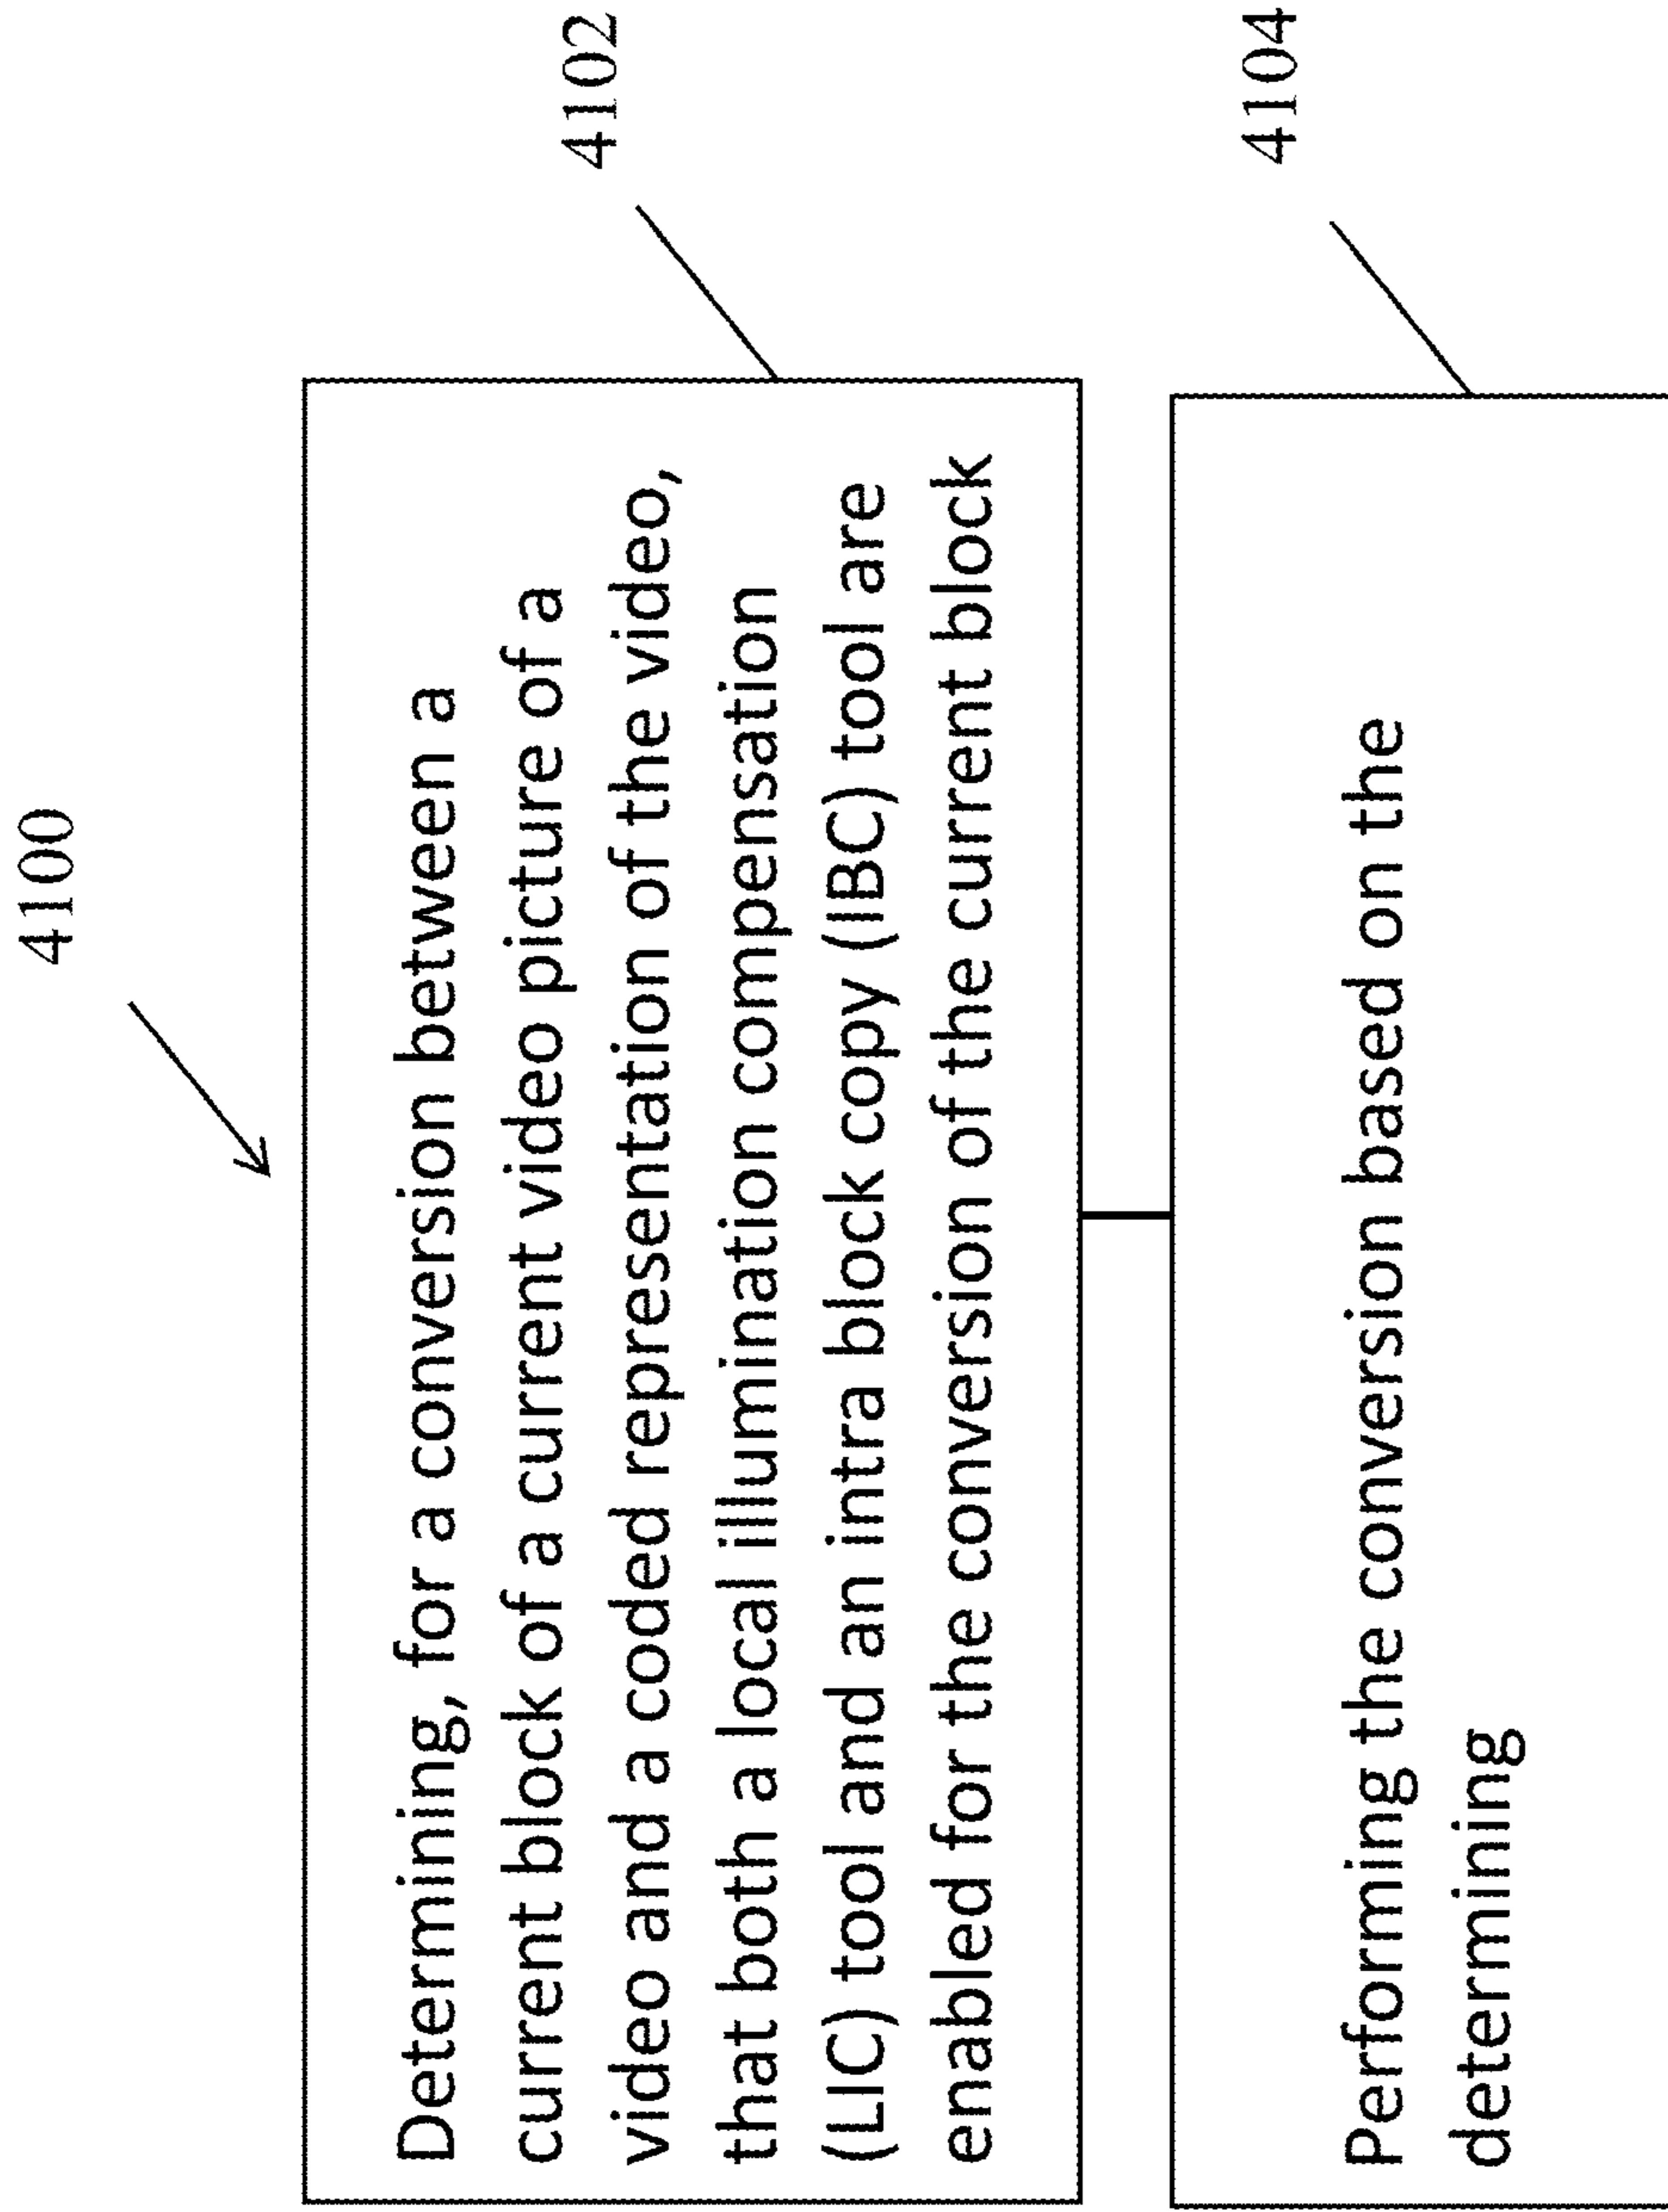 4100
Determining, for a conversion between a
current block of a current video picture of a
video and a coded representation of the video,
that both a local illumination compensation
(LIC) tool and an intra block copy (IBC) tool are
enabled for the conversion of the current block
4102
Performing the conversion based on the
determining
4104